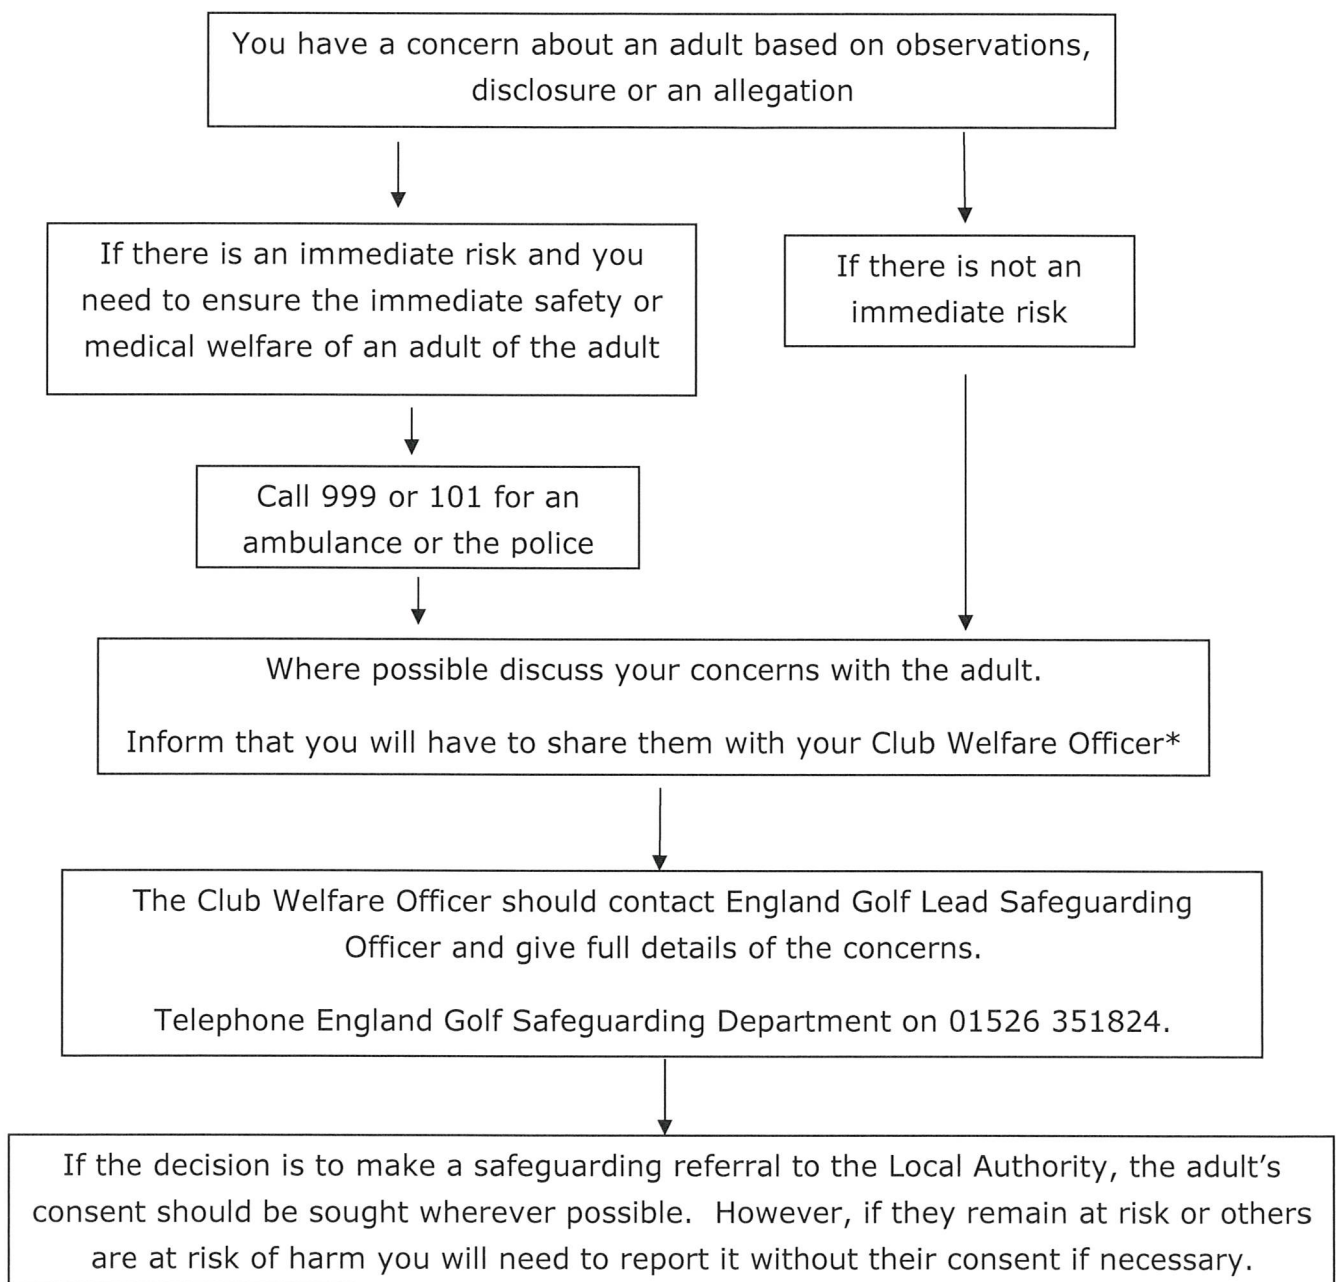 You have a concern about an adult based on observations,
disclosure or an allegation
If there is an immediate risk and you
need to ensure the immediate safety or
medical welfare of an adult of the adult
If there is not an
immediate risk
Call 999 or 101 for an
ambulance or the police
Where possible discuss your concerns with the adult.
Inform that you will have to share them with your Club Welfare Officer*
The Club Welfare Officer should contact England Golf Lead Safeguarding
Officer and give full details of the concerns.
Telephone England Golf Safeguarding Department on 01526 351824.
If the decision is to make a safeguarding referral to the Local Authority, the adult's
consent should be sought wherever possible.  However, if they remain at risk or others
are at risk of harm you will need to report it without their consent if necessary.